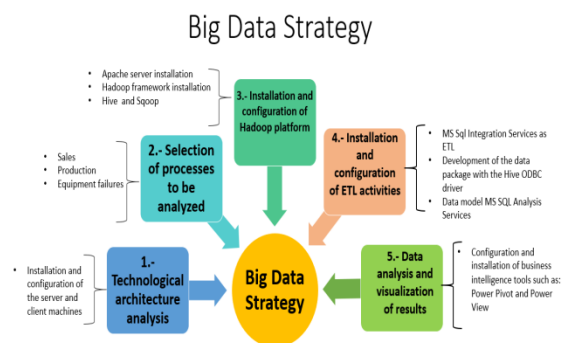 Big Data Strategy
• Apache server installation
• Hadoop framework installation
• Hive and Sqoop
3.- Installation and
configuration of
Hadoop platform
• Sales
• Production
• Equipment failures
2.- Selection
of processes
to be
analyzed
4.- Installation
and
configuration
of ETL activities
• MS Sql Integration Services as
ETL
• Development of the data
package with the Hive ODBC
driver
• Data model MS SQL Analysis
Services
• Installation and
configuration of
the server and
client machines
1.-
Technological
architecture
analysis
Big Data
Strategy
5.- Data
analysis and
visualization
of results
• Configuration and
installation of business
intelligence tools such as:
Power Pivot and Power
View